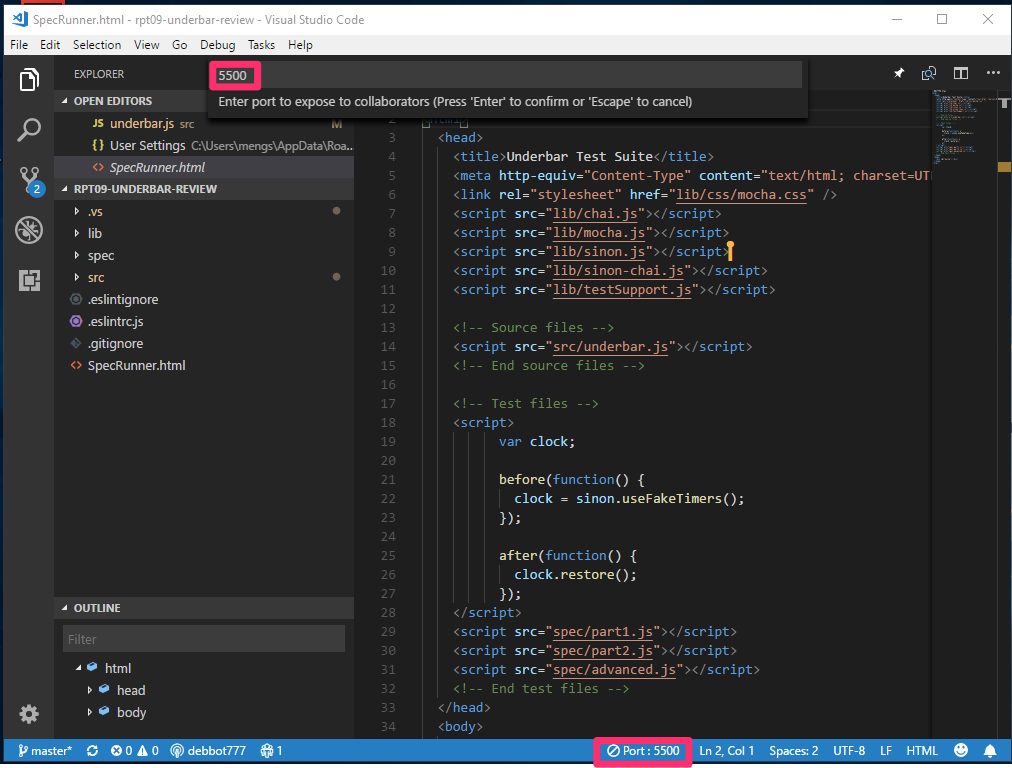 SpecRunner.html - rpt09-underbar-review - Visual Studio Code
File Edit Selection View Go Debug Tasks Help
EXPLORER
5500
Enter port to expose to collaborators (Press 'Enter' to confirm or 'Escape' to cancel)
OPEN EDITORS
JS underbar.js src M
{ } User Settings C:\Users\mengs\AppData\Roa...
<> SpecRunner.html
RPT09-UNDERBAR-REVIEW
.vs
lib
spec
src
.eslintignore
.eslintrc.js
.gitignore
<> SpecRunner.html
OUTLINE
Filter
html
head
body
2
2
3 <head>
4 <title>Underbar Test Suite</title>
5 <meta http-equiv="Content-Type" content="text/html; charset=UT
6 <link rel="stylesheet" href="lib/css/mocha.css" />
7 <script src="lib/chai.js"></script>
8 <script src="lib/mocha.js"></script>
9 <script src="lib/sinon.js"></script>
10 <script src="lib/sinon-chai.js"></script>
11 <script src="lib/testSupport.js"></script>
12
13 <!-- Source files -->
14 <script src="src/underbar.js"></script>
15 <!-- End source files -->
16
17 <!-- Test files -->
18 <script>
19 var clock;
20
21 before(function() {
22 clock = sinon.useFakeTimers();
23 });
24
25 after(function() {
26 clock.restore();
27 });
28 </script>
29 <script src="spec/part1.js"></script>
30 <script src="spec/part2.js"></script>
31 <script src="spec/advanced.js"></script>
32 <!-- End test files -->
33 </head>
34 <body>
master* 0 0 debbot777 1 Port : 5500 Ln 2, Col 1 Spaces: 2 UTF-8 LF HTML